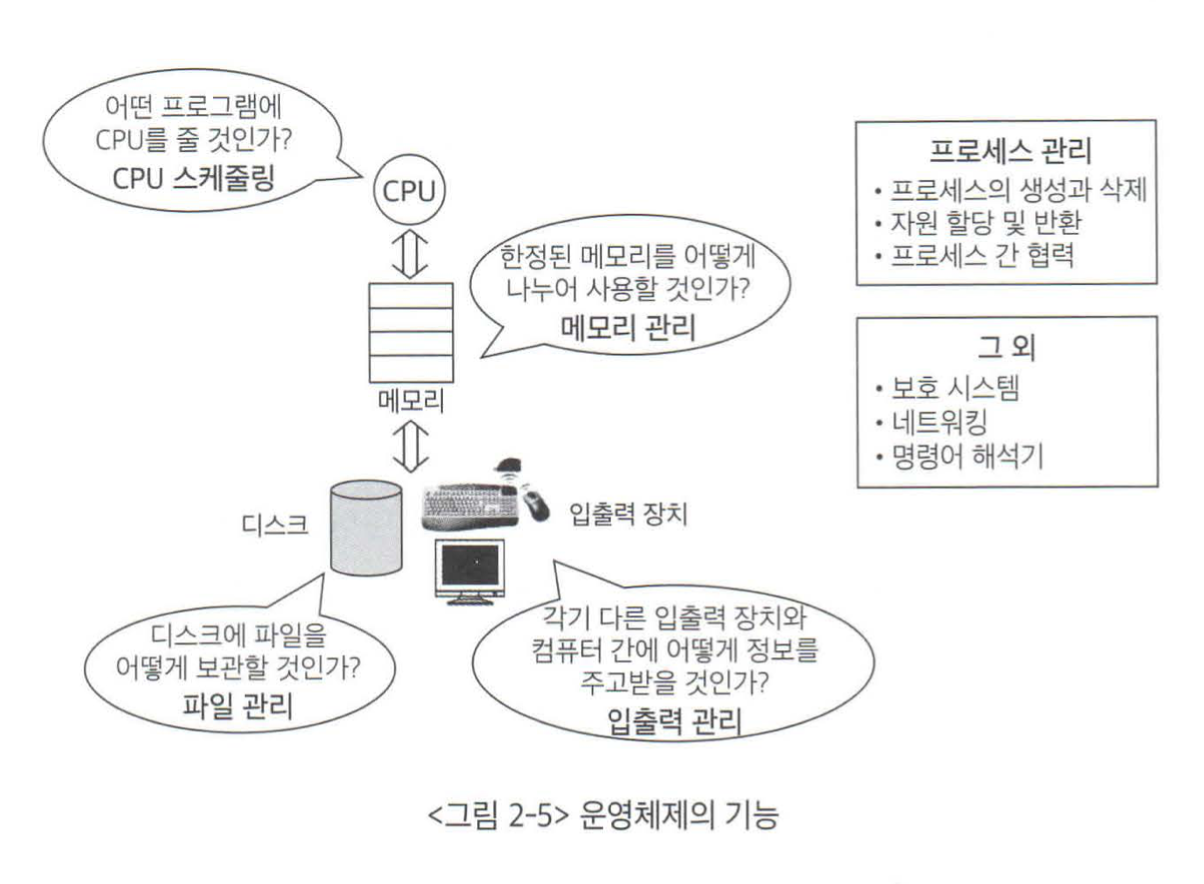 어떤 프로그램에
CPU를 줄 것인가?
CPU 스케줄링
CPU
한정된 메모리를 어떻게
나누어 사용할 것인가?
메모리 관리
메모리
디스크
입출력 장치
디스크에 파일을
어떻게 보관할 것인가?
파일 관리
각기 다른 입출력 장치와
컴퓨터 간에 어떻게 정보를
주고받을 것인가?
입출력 관리
프로세스 관리
• 프로세스의 생성과 삭제
• 자원 할당 및 반환
• 프로세스 간 협력
그 외
• 보호 시스템
• 네트워킹
• 명령어 해석기
<그림 2-5> 운영체제의 기능